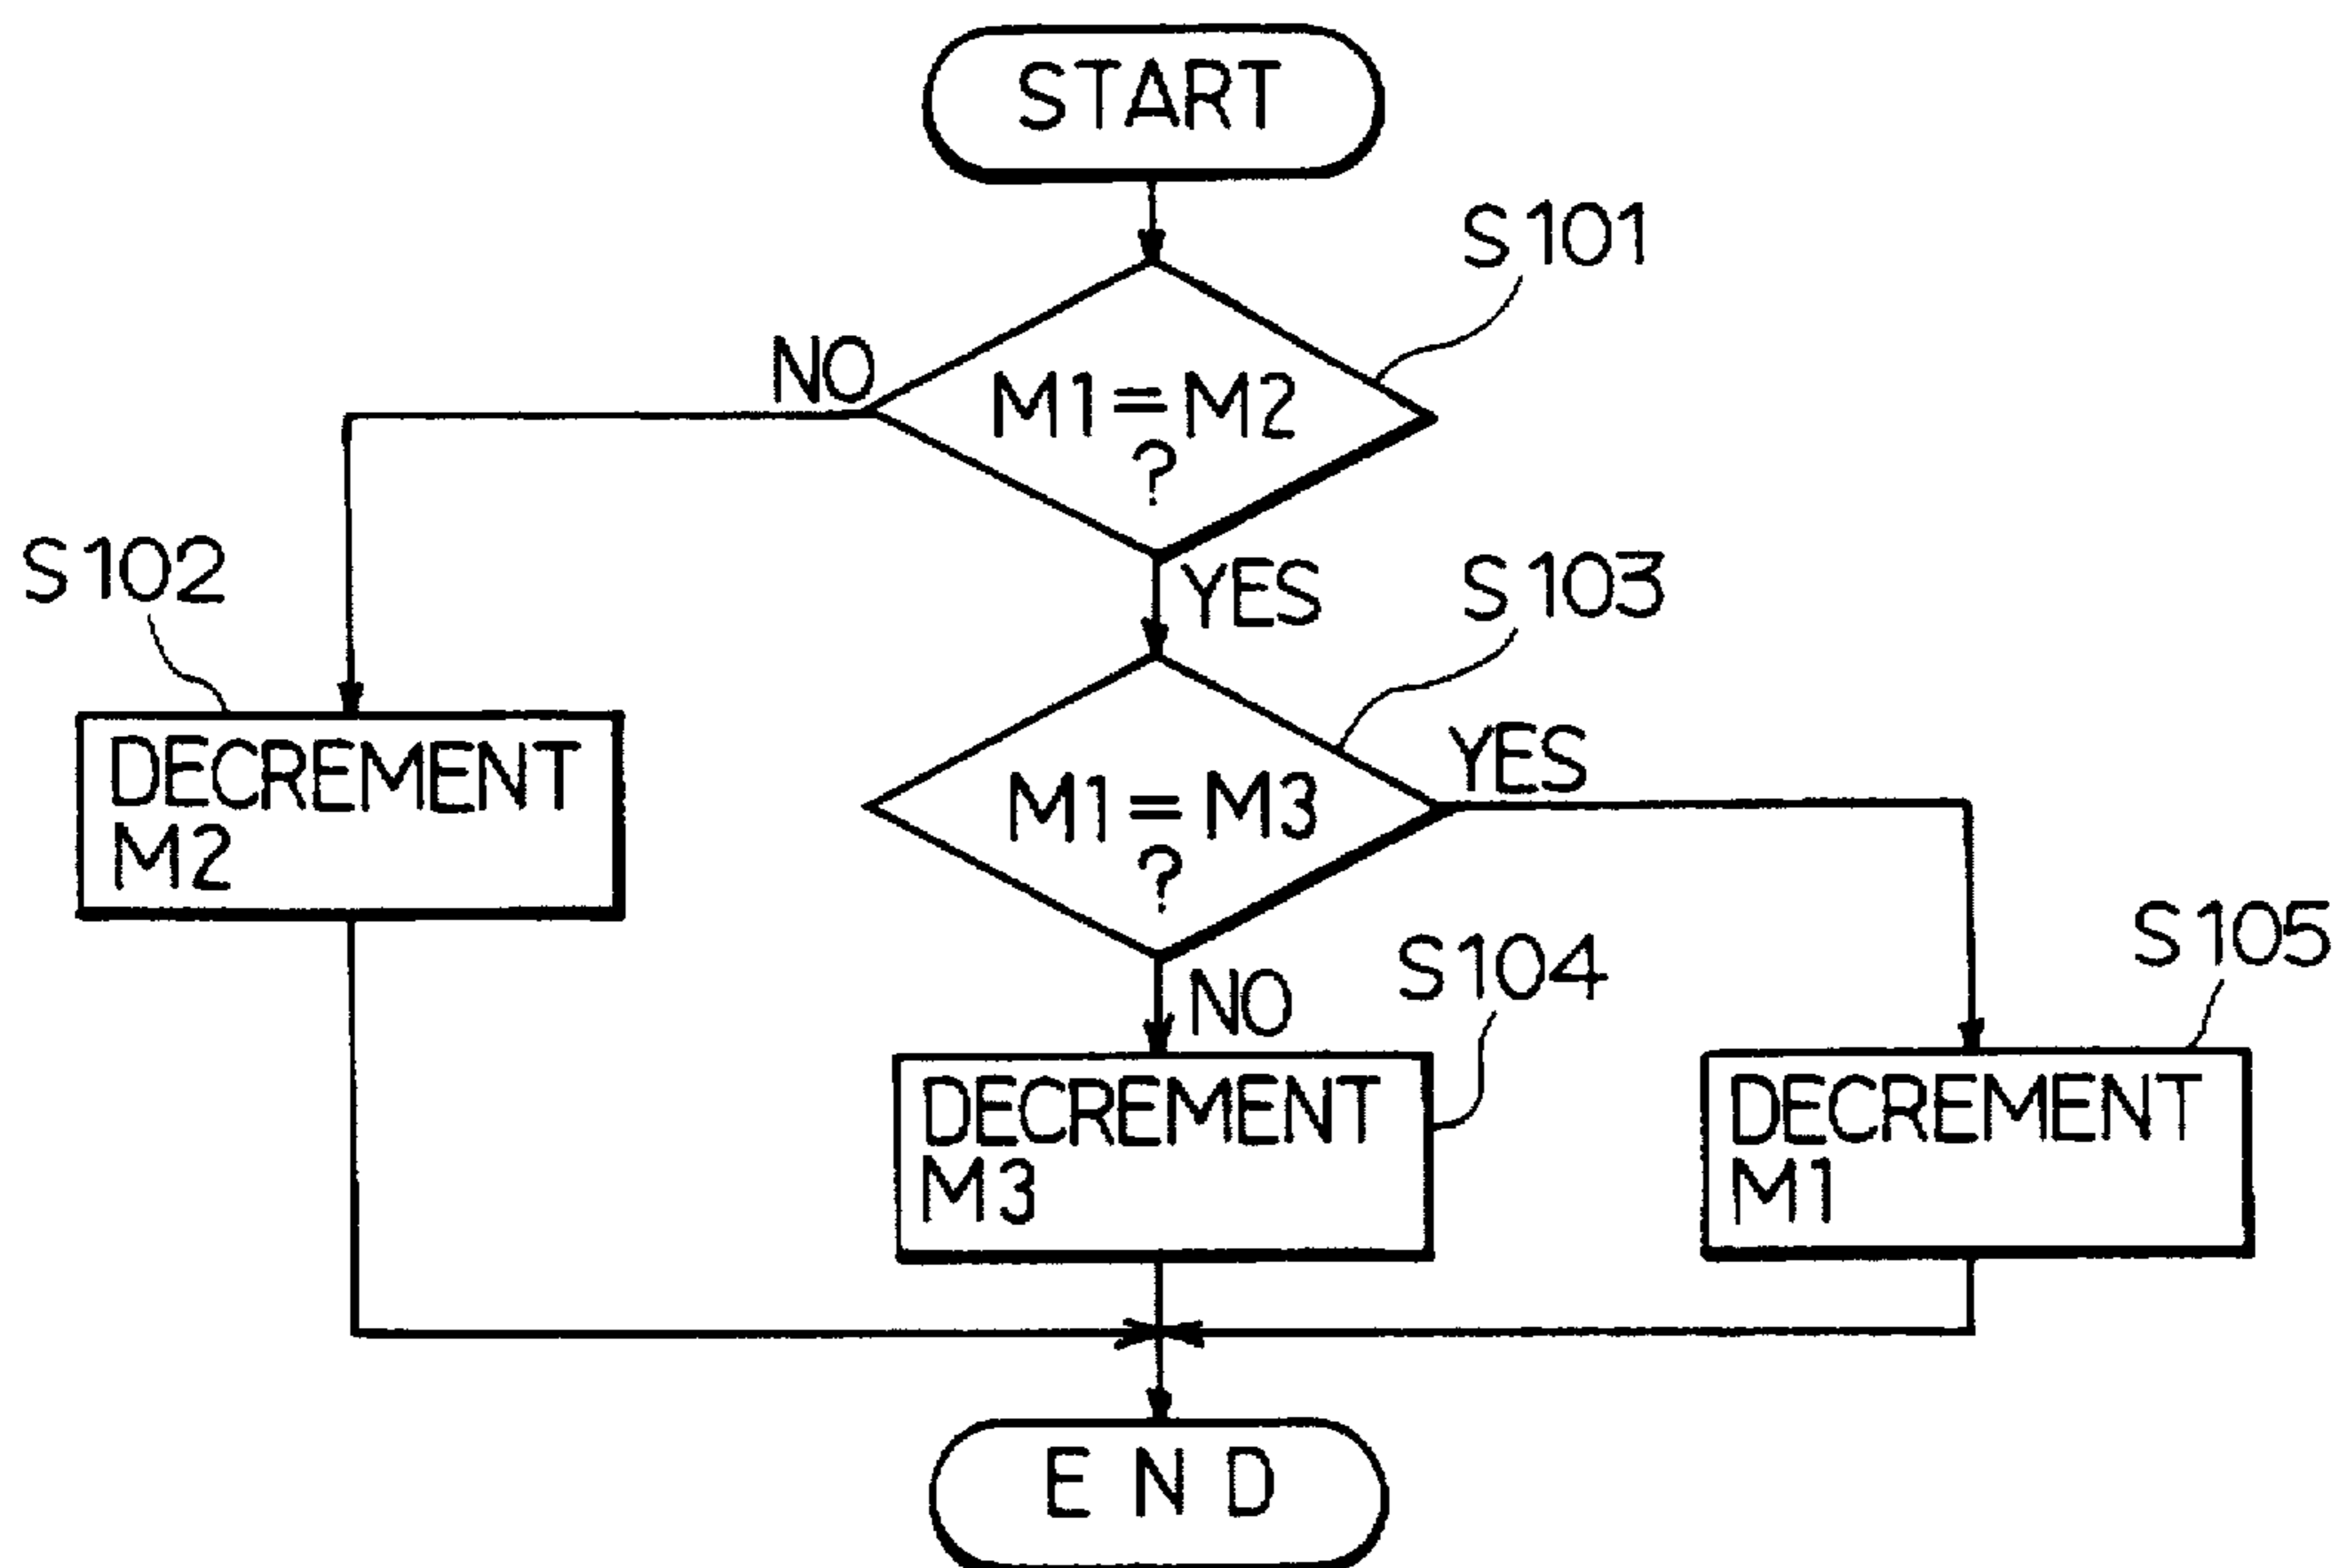 START
S101
NO
M1=M2
?
YES
S102
S103
DECREMENT
M2
M1=M3
?
YES
NO
S104
S105
DECREMENT
M3
DECREMENT
M1
END